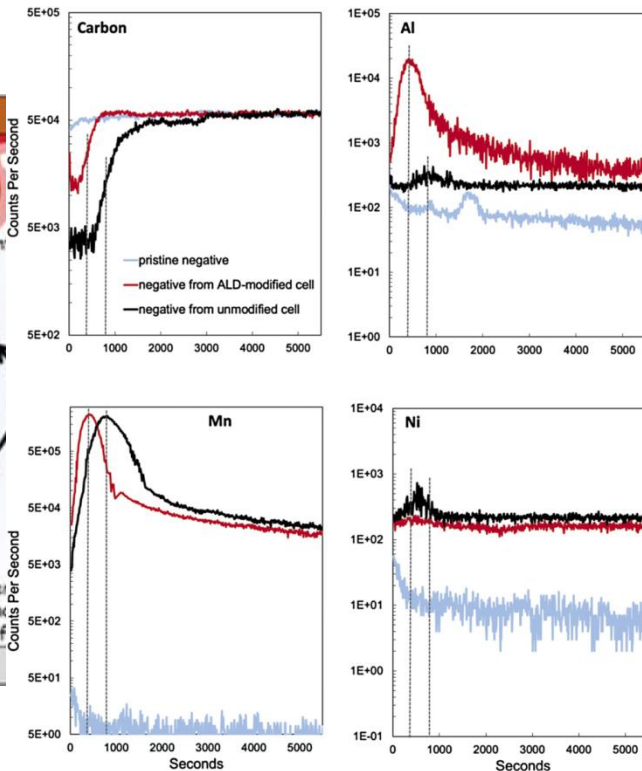 Carbon
5E+05
5E+04
5E+03
5E+02
Counts Per Second
pristine negative
negative from ALD-modified cell
negative from unmodified cell
0 1000 2000 3000 4000 5000
Al
1E+05
1E+04
1E+03
1E+02
1E+01
1E+00
0 1000 2000 3000 4000 5000
Mn
5E+05
5E+04
5E+03
5E+02
5E+01
5E+00
Counts Per Second
0 1000 2000 3000 4000 5000
Seconds
Ni
1E+04
1E+03
1E+02
1E+01
1E+00
1E-01
0 1000 2000 3000 4000 5000
Seconds